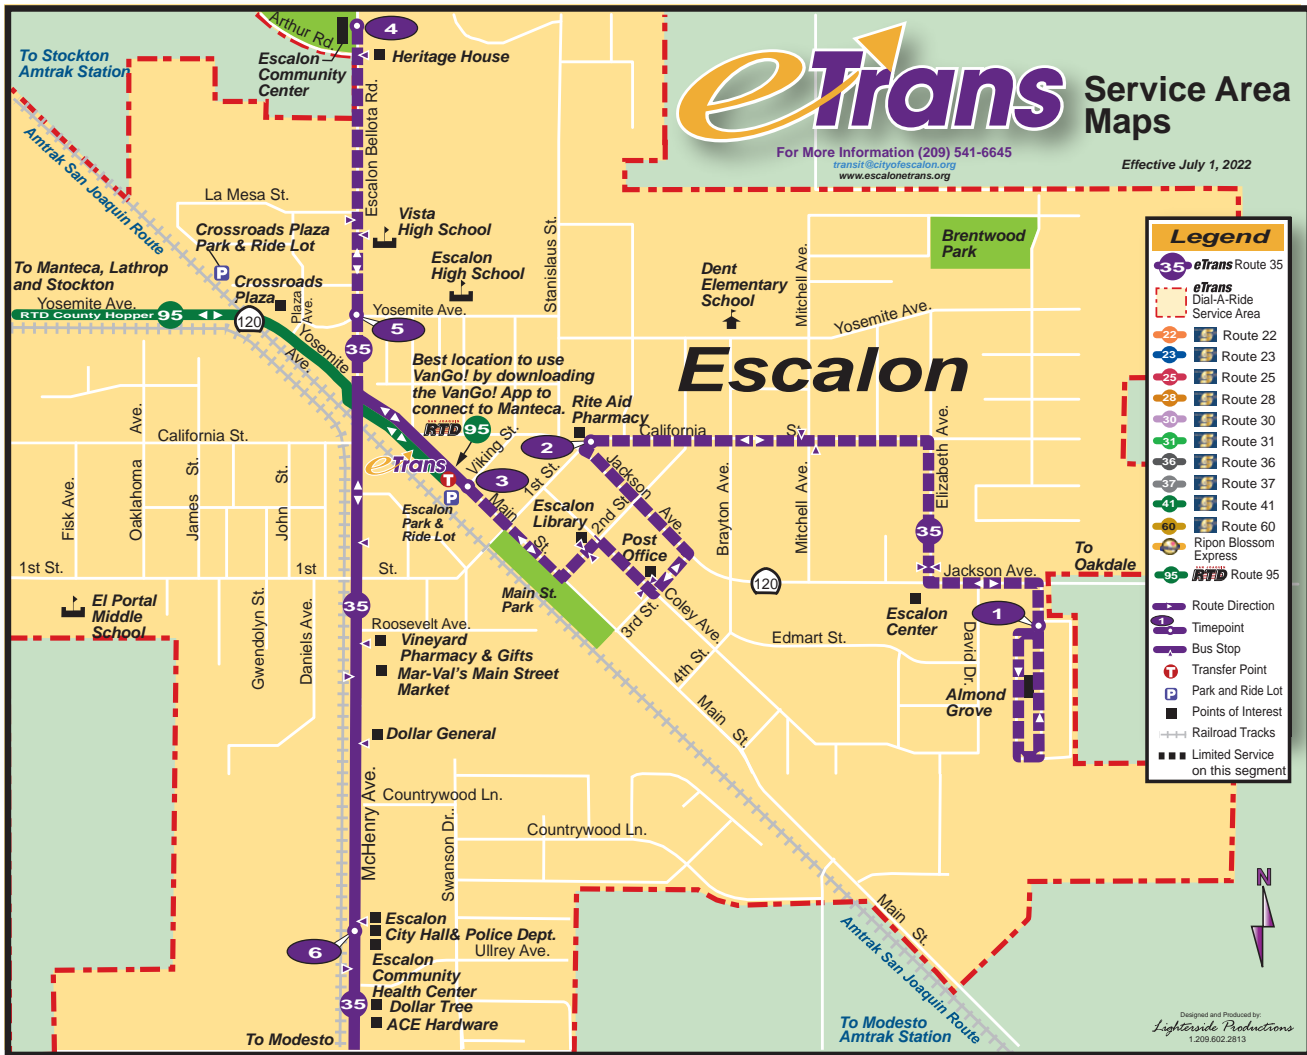 Arthur Rd.
4
To Stockton
Amtrak Station
Escalon
Community
Center
Heritage House
Escalon Bellota Rd.
eTrans
Service Area
Maps
For More Information (209) 541-6645
transit@cityofescalon.org
www.escalonetrans.org
Effective July 1, 2022
Amtrak San Joaquin Route
La Mesa St.
Crossroads Plaza
Park & Ride Lot
P
Vista
High School
Escalon
High School
Stanislaus St.
Dent
Elementary
School
Mitchell Ave.
Brentwood
Park
To Manteca, Lathrop
and Stockton
Yosemite Ave.
RTD County Hopper 95
Crossroads
Plaza
Plaza
Ave.
120
Yosemite
Ave
Yosemite Ave.
5
35
Yosemite Ave.
Escalon
Best location to use
VanGo! by downloading
the VanGo! App to
connect to Manteca.
RTD 95
Rite Aid
Pharmacy
2
California St.
California St.
eTrans
T
P
Viking St.
3
1st St.
Jackson Ave.
2nd St.
Main St.
Escalon
Park &
Ride Lot
Escalon
Library
Post
Office
Fisk Ave.
Oaklahoma Ave.
James St.
John St.
Brayton Ave.
Mitchell Ave.
Elizabeth Ave.
35
To
Oakdale
Jackson Ave.
120
1st St.
1st St.
El Portal
Middle
School
Gwendolyn St.
Daniels Ave.
35
Roosevelt Ave.
Main St.
Park
3rd St.
Coley Ave.
4th St.
Edmart St.
Escalon
Center
1
David Dr.
Almond
Grove
Vineyard
Pharmacy & Gifts
Mar-Val's Main Street
Market
Main St.
Dollar General
McHenry Ave.
Countrywood Ln.
Countrywood Ln.
Swanson Dr..
Escalon
City Hall& Police Dept.
6
Ullrey Ave.
Escalon
Community
Health Center
35
Dollar Tree
ACE Hardware
To Modesto
Main St.
Amtrak San Joaquin Route
To Modesto
Amtrak Station
N
Designed and Produced by:
Lighterside Productions
1.209.602.2813
Legend
35 eTrans Route 35
eTrans
Dial-A-Ride
Service Area
22 Route 22
23 Route 23
25 Route 25
28 Route 28
30 Route 30
31 Route 31
36 Route 36
37 Route 37
41 Route 41
60 Route 60
Ripon Blossom
Express
95 RTD Route 95
Route Direction
1 Timepoint
Bus Stop
T Transfer Point
P Park and Ride Lot
Points of Interest
Railroad Tracks
Limited Service
on this segment